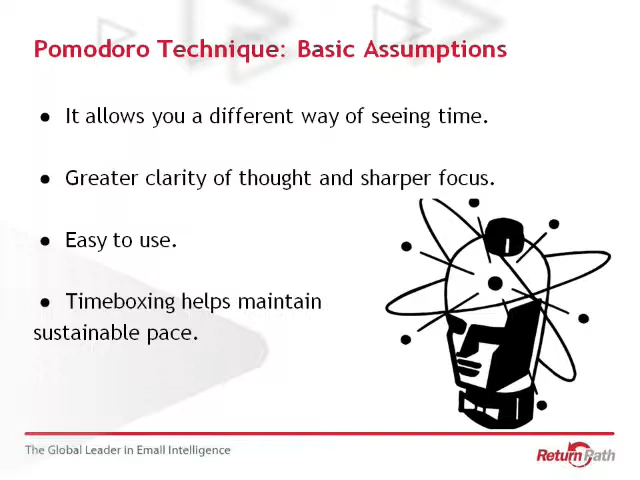 Pomodoro Technique: Basic Assumptions
● It allows you a different way of seeing time.
● Greater clarity of thought and sharper focus.
● Easy to use.
● Timeboxing helps maintain
sustainable pace.
The Global Leader in Email Intelligence
Return Path